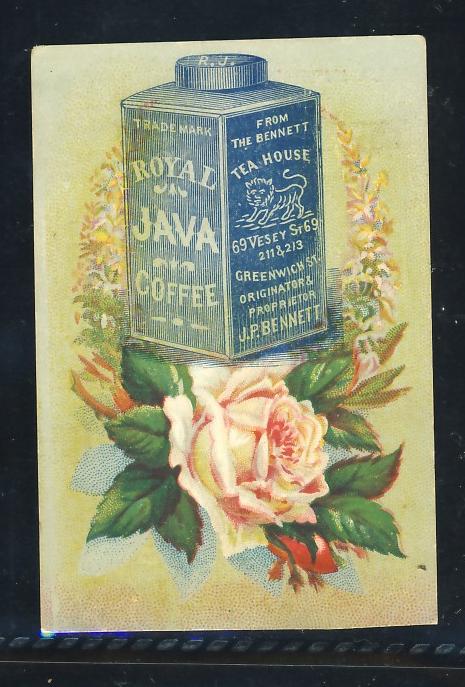 R.J.
TRADE MARK
ROYAL
JAVA
COFFEE
FROM
THE BENNETT
TEA HOUSE
69 VESEY ST 69
211 & 213
GREENWICH ST.
ORIGINATOR &
PROPRIETOR
J.P. BENNETT